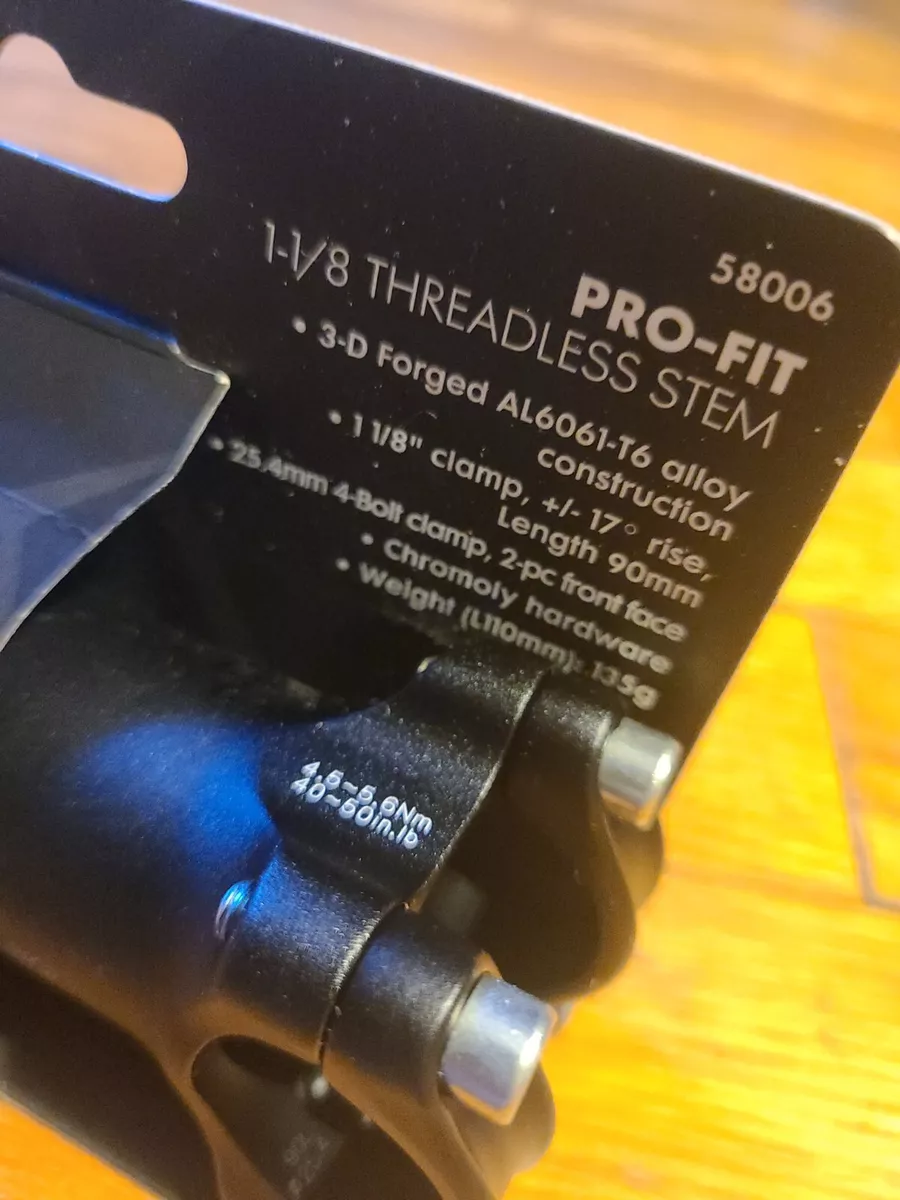 58006
PRO-FIT
1-1/8 THREADLESS STEM
• 3-D Forged AL6061-T6 alloy
construction
• 1 1/8" clamp, +/- 17° rise,
Length 90mm
• 25.4mm 4-Bolt clamp, 2-pc front face
• Chromoly hardware
• Weight (L110mm): 135g
4.5~5.6Nm
40~50in.lb